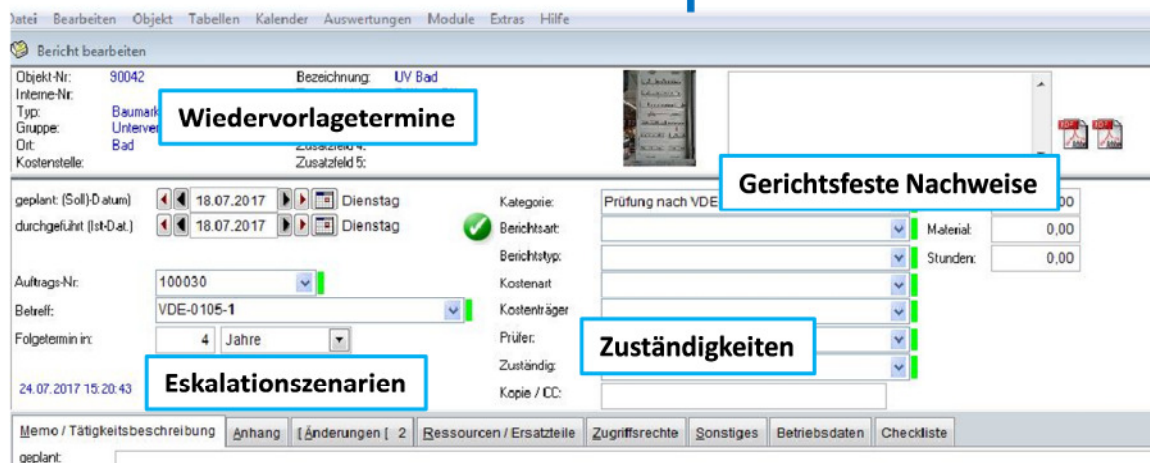 Datei Bearbeiten Objekt Tabellen Kalender Auswertungen Module Extras Hilfe
Bericht bearbeiten
Objekt-Nr: 90042 Bezeichnung: UV Bad
Interne-Nr:
Typ: Baumark
Gruppe: Unterver
Ort: Bad Zusatzfeld 4:
Kostenstelle: Zusatzfeld 5:
Wiedervorlagetermine
Gerichtsfeste Nachweise
geplant: (Soll)-Datum) 18.07.2017 Dienstag Kategorie: Prüfung nach VDE 00
durchgeführt (Ist-Dat.) 18.07.2017 Dienstag Berichtsart: Material: 0,00
Berichtstyp: Stunden: 0,00
Auftrags-Nr: 100030 Kostenart
Betreff: VDE-0105-1 Kostenträger
Folgetermin in: 4 Jahre Prüfer:
Zuständigkeiten
Zuständig:
Eskalationszenarien
24.07.2017 15:20:43 Kopie / CC:
Memo / Tätigkeitsbeschreibung Anhang [ Änderungen [ 2 Ressourcen / Ersatzteile Zugriffsrechte Sonstiges Betriebsdaten Checkliste
geplant: